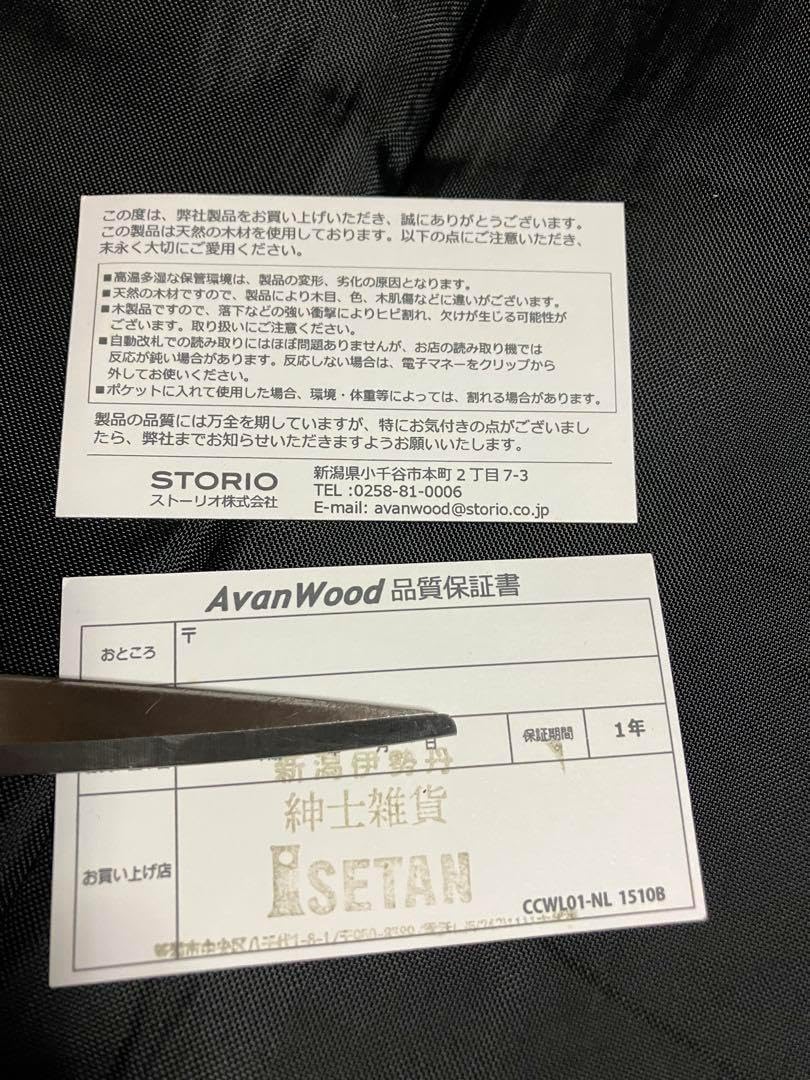 この度は、弊社製品をお買い上げいただき、誠にありがとうございます。
この製品は天然の木材を使用しております。以下の点にご注意いただき、
末永く大切にご愛用ください。
■高温多湿な保管環境は、製品の変形、劣化の原因となります。
■天然の木材ですので、製品により木目、色、木肌傷などに違いがございます。
■木製品ですので、落下などの強い衝撃によりヒビ割れ、欠けが生じる可能性が
ございます。取り扱いにご注意ください。
■自動改札での読み取りにはほぼ問題ありませんが、お店の読み取り機では
反応が鈍い場合があります。反応しない場合は、電子マネーをクリップから
外してお使いください。
■ポケットに入れて使用した場合、環境・体重等によっては、割れる場合があります。
製品の品質には万全を期していますが、特にお気付きの点がございまし
たら、弊社までお知らせいただきますようお願いいたします。
STORIO
ストーリオ株式会社
新潟県小千谷市本町2丁目7-3
TEL :0258-81-0006
E-mail: avanwood@storio.co.jp
AvanWood 品質保証書
おところ 〒
月 日 保証期間 1年
新潟伊勢丹
紳士雑貨
お買い上げ店
ISETAN
CCWL01-NL 1510B
市中央区八千代1-6-1/〒950-